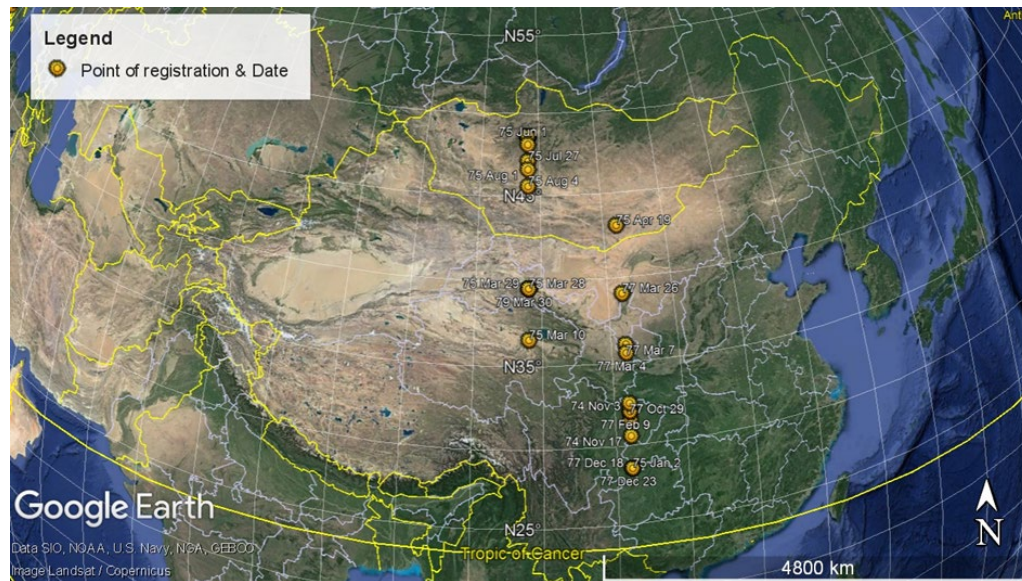 Legend
Point of registration & Date
Ant
N55°
75 Jun 1
75 Jul 27
75 Aug 1
75 Aug 4
N45°
75 Apr 19
75 Mar 29
75 Mar 28
79 Mar 30
77 Mar 26
75 Mar 10
77 Mar 7
77 Mar 4
N35°
74 Nov 3
77 Oct 29
77 Feb 9
74 Nov 17
77 Dec 18
75 Jan 2
77 Dec 23
Google Earth
N25°
N
Data SIO, NOAA, U.S. Navy, NGA, GEBCO
Tropic of Cancer
Image Landsat / Copernicus
4800 km